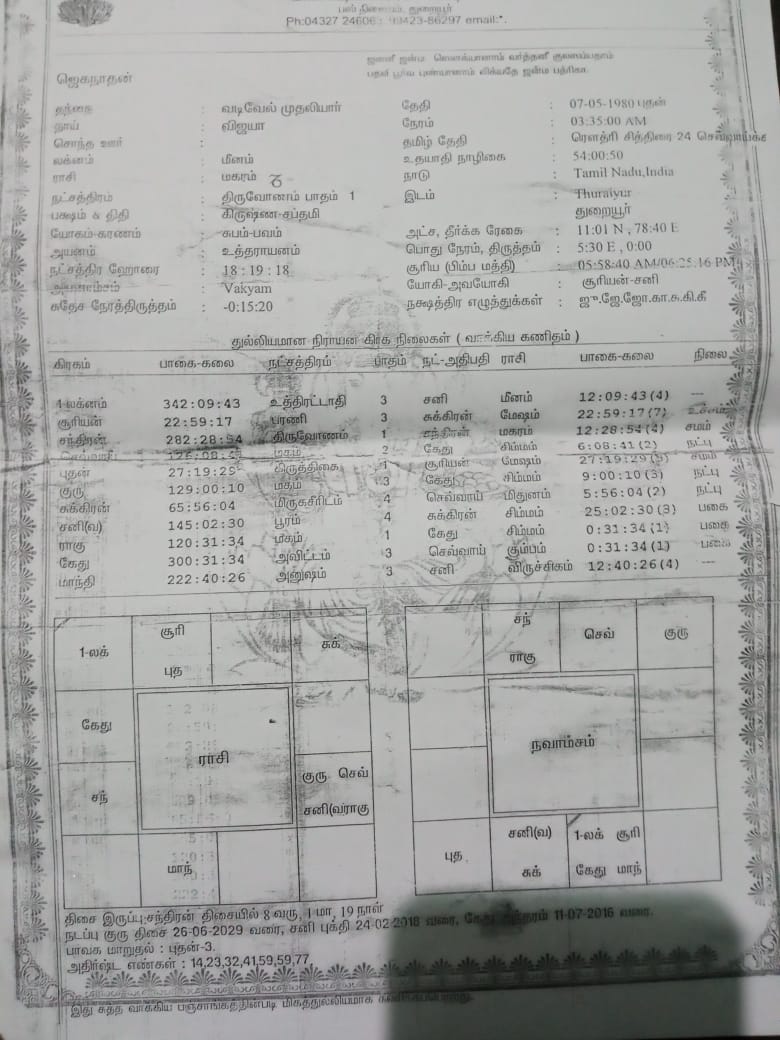 துறையூர்
Ph:04327 24606 -86297 email:*.
ஜனனீ ஜன்ம ஸௌக்யானாம் வர்த்தனீ குலஸம்பதாம்
பதவீ பூர்வ புண்யானாம் லிக்யதே ஜன்ம பத்ரிகா
ஜெகநாதன்
தந்தை : வடிவேல் முதலியார் தேதி : 07-05-1980 புதன்
தாய் : விஜயா நேரம் : 03:35:00 AM
சொந்த ஊர் : தமிழ் தேதி : ரௌத்ரி சித்திரை 24 செவ்வாய்க்கி
லக்னம் : மீனம் உதயாதி நாழிகை : 54:00:50
ராசி : மகரம் நாடு : Tamil Nadu,India
நட்சத்திரம் : திருவோணம் பாதம் 1 இடம் : Thuraiyur
பக்ஷம் & திதி : கிருஷ்ண-சப்தமி துறையூர்
யோகம்-கரணம் : சுபம்-பவம் அட்ச, தீர்க்க ரேகை : 11:01 N , 78:40 E
அயனம் : உத்தராயனம் பொது நேரம், திருத்தம் : 5:30 E , 0:00
நட்சத்திர ஹோரை : 18 : 19 : 18 சூரிய (பிம்ப மத்தி) : 05:58:40 AM/06:25:16 PM
அயனாம்சம் : Vakyam யோகி-அவயோகி : சூரியன்-சனி
சுதேச நேரத்திருத்தம் : -0:15:20 நக்ஷத்திர எழுத்துக்கள் : ஜு.ஜே.ஜோ.கா.சு.கி.கீ
துல்லியமான நிராயன கிரக நிலைகள் ( வாக்கிய கணிதம் )
கிரகம் பாகை-கலை நட்சத்திரம் பாதம் நட்-அதிபதி ராசி பாகை-கலை நிலை
1-லக்னம் 342:09:43 உத்திரட்டாதி 3 சனி மீனம் 12:09:43(4) ---
சூரியன் 22:59:17 பரணி 3 சுக்கிரன் மேஷம் 22:59:17(7) உச்சம்
சந்திரன் 282:28:54 திருவோணம் 1 சந்திரன் மகரம் 12:28:54(4) சமம்
செவ்வாய் 126:08:4 மகம் 2 கேது சிம்மம் 6:08:41(2) நட்பு
புதன் 27:19:29 கிருத்திகை 1 சூரியன் மேஷம் 27:19:29 சமம்
குரு 129:00:10 மகம் 3 கேது சிம்மம் 9:00:10(3) நட்பு
சுக்கிரன் 65:56:04 மிருகசீரிடம் 4 செவ்வாய் மிதுனம் 5:56:04(2) நட்பு
சனி(வ) 145:02:30 பூரம் 4 சுக்கிரன் சிம்மம் 25:02:30(3) பகை
ராகு 120:31:34 மகம் 1 கேது சிம்மம் 0:31:34(1) பகை
கேது 300:31:34 அவிட்டம் 3 செவ்வாய் கும்பம் 0:31:34(1) பகை
மாந்தி 222:40:26 அனுஷம் 3 சனி விருச்சிகம் 12:40:26(4) ---
1-லக் சூரி சுக்
புத
கேது
ராசி
சந் குரு செவ்
சனி(வராகு
மாந்
சந் செவ் குரு
ராகு
நவாம்சம்
புத சனி(வ) 1-லக் சூரி
சுக் கேது மாந்
திசை இருப்பு:சந்திரன் திசையில் 8 வரு, 1 மா, 19 நாள்
நடப்பு குரு திசை 26-06-2029 வரை, சனி புக்தி 24-02-2018 வரை, கேது அந்தரம் 11-07-2016 வரை.
பாவக மாறுதல் : புதன்-3.
அதிர்ஷ்ட எண்கள் : 14,23,32,41,59,59,77,
இது சுத்த வாக்கிய பஞ்சாங்கத்தின்படி மிகத்துல்லியமாக